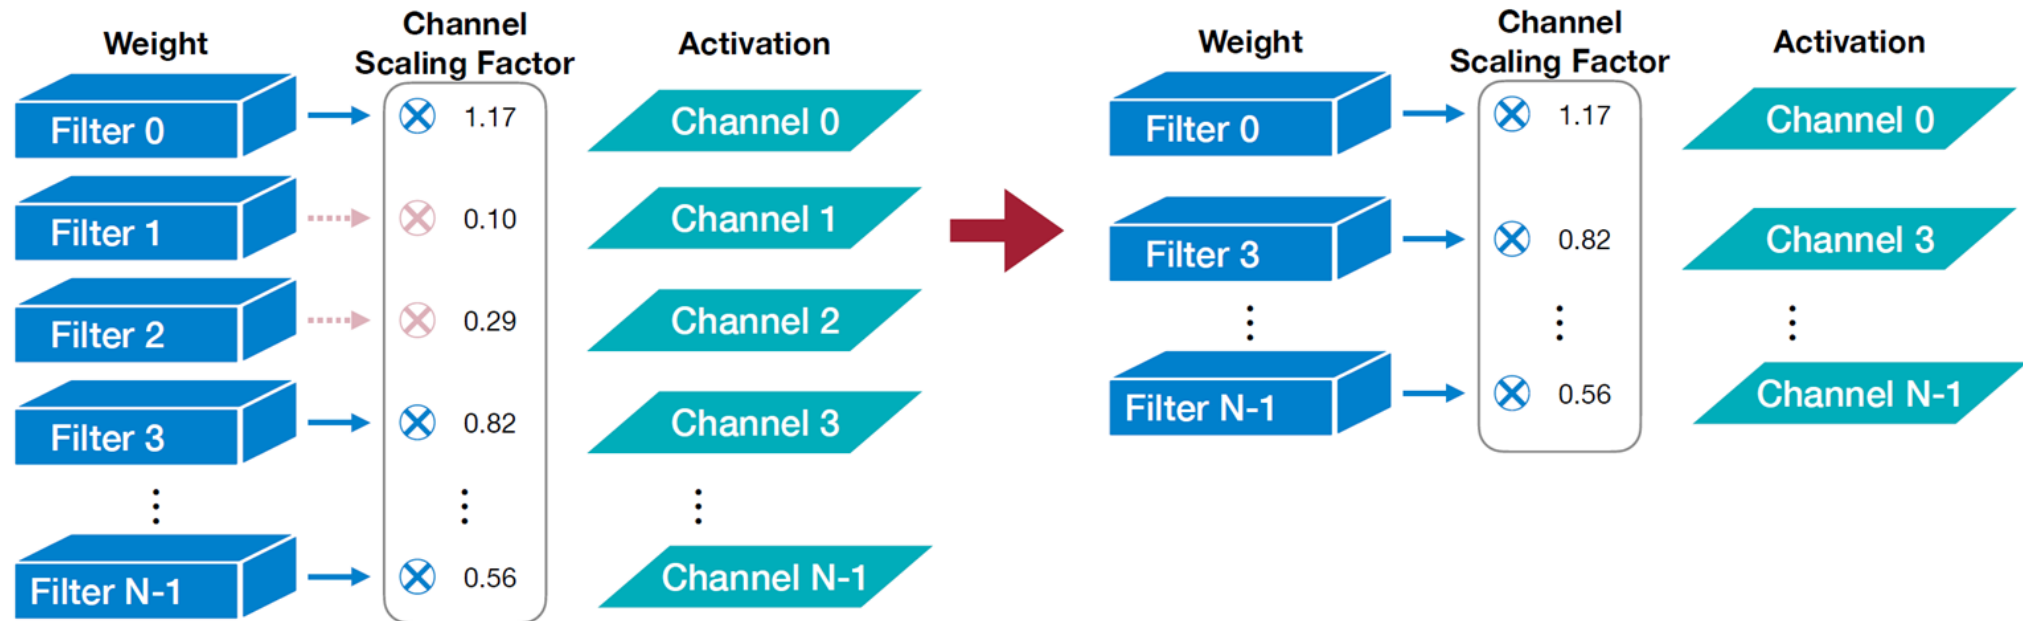 Weight
Channel
Scaling Factor
Activation
Filter 0
1.17
Channel 0
Filter 1
0.10
Channel 1
Filter 2
0.29
Channel 2
Filter 3
0.82
Channel 3
Filter N-1
0.56
Channel N-1
Weight
Channel
Scaling Factor
Activation
Filter 0
1.17
Channel 0
Filter 3
0.82
Channel 3
Filter N-1
0.56
Channel N-1